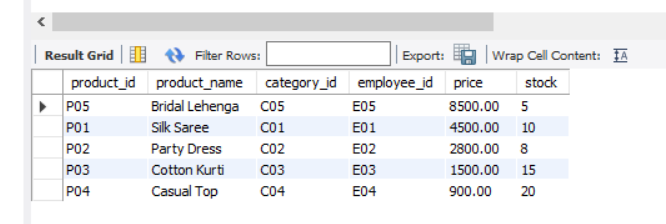 Result Grid Filter Rows: Export: Wrap Cell Content:
product_id product_name category_id employee_id price stock
P05 Bridal Lehenga C05 E05 8500.00 5
P01 Silk Saree C01 E01 4500.00 10
P02 Party Dress C02 E02 2800.00 8
P03 Cotton Kurti C03 E03 1500.00 15
P04 Casual Top C04 E04 900.00 20